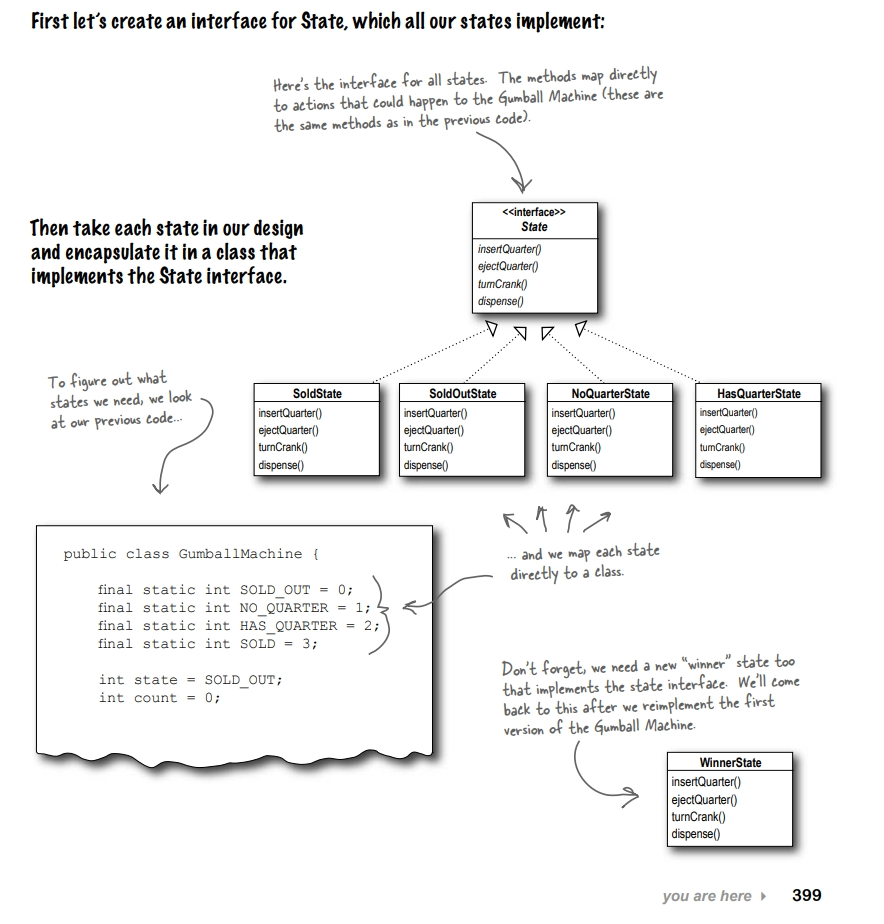 First let's create an interface for State, which all our states implement:
Here's the interface for all states. The methods map directly
to actions that could happen to the Gumball Machine (these are
the same methods as in the previous code).
Then take each state in our design
and encapsulate it in a class that
implements the State interface.
<<interface>>
State
insertQuarter()
ejectQuarter()
turnCrank()
dispense()
To figure out what
states we need, we look
at our previous code...
SoldState
insertQuarter()
ejectQuarter()
turnCrank()
dispense()
SoldOutState
insertQuarter()
ejectQuarter()
turnCrank()
dispense()
NoQuarterState
insertQuarter()
ejectQuarter()
turnCrank()
dispense()
HasQuarterState
insertQuarter()
ejectQuarter()
turnCrank()
dispense()
public class GumballMachine {
final static int SOLD_OUT = 0;
final static int NO_QUARTER = 1;
final static int HAS_QUARTER = 2;
final static int SOLD = 3;
int state = SOLD_OUT;
int count = 0;
... and we map each state
directly to a class.
Don't forget, we need a new "winner" state too
that implements the state interface. We'll come
back to this after we reimplement the first
version of the Gumball Machine.
WinnerState
insertQuarter()
ejectQuarter()
turnCrank()
dispense()
you are here 399